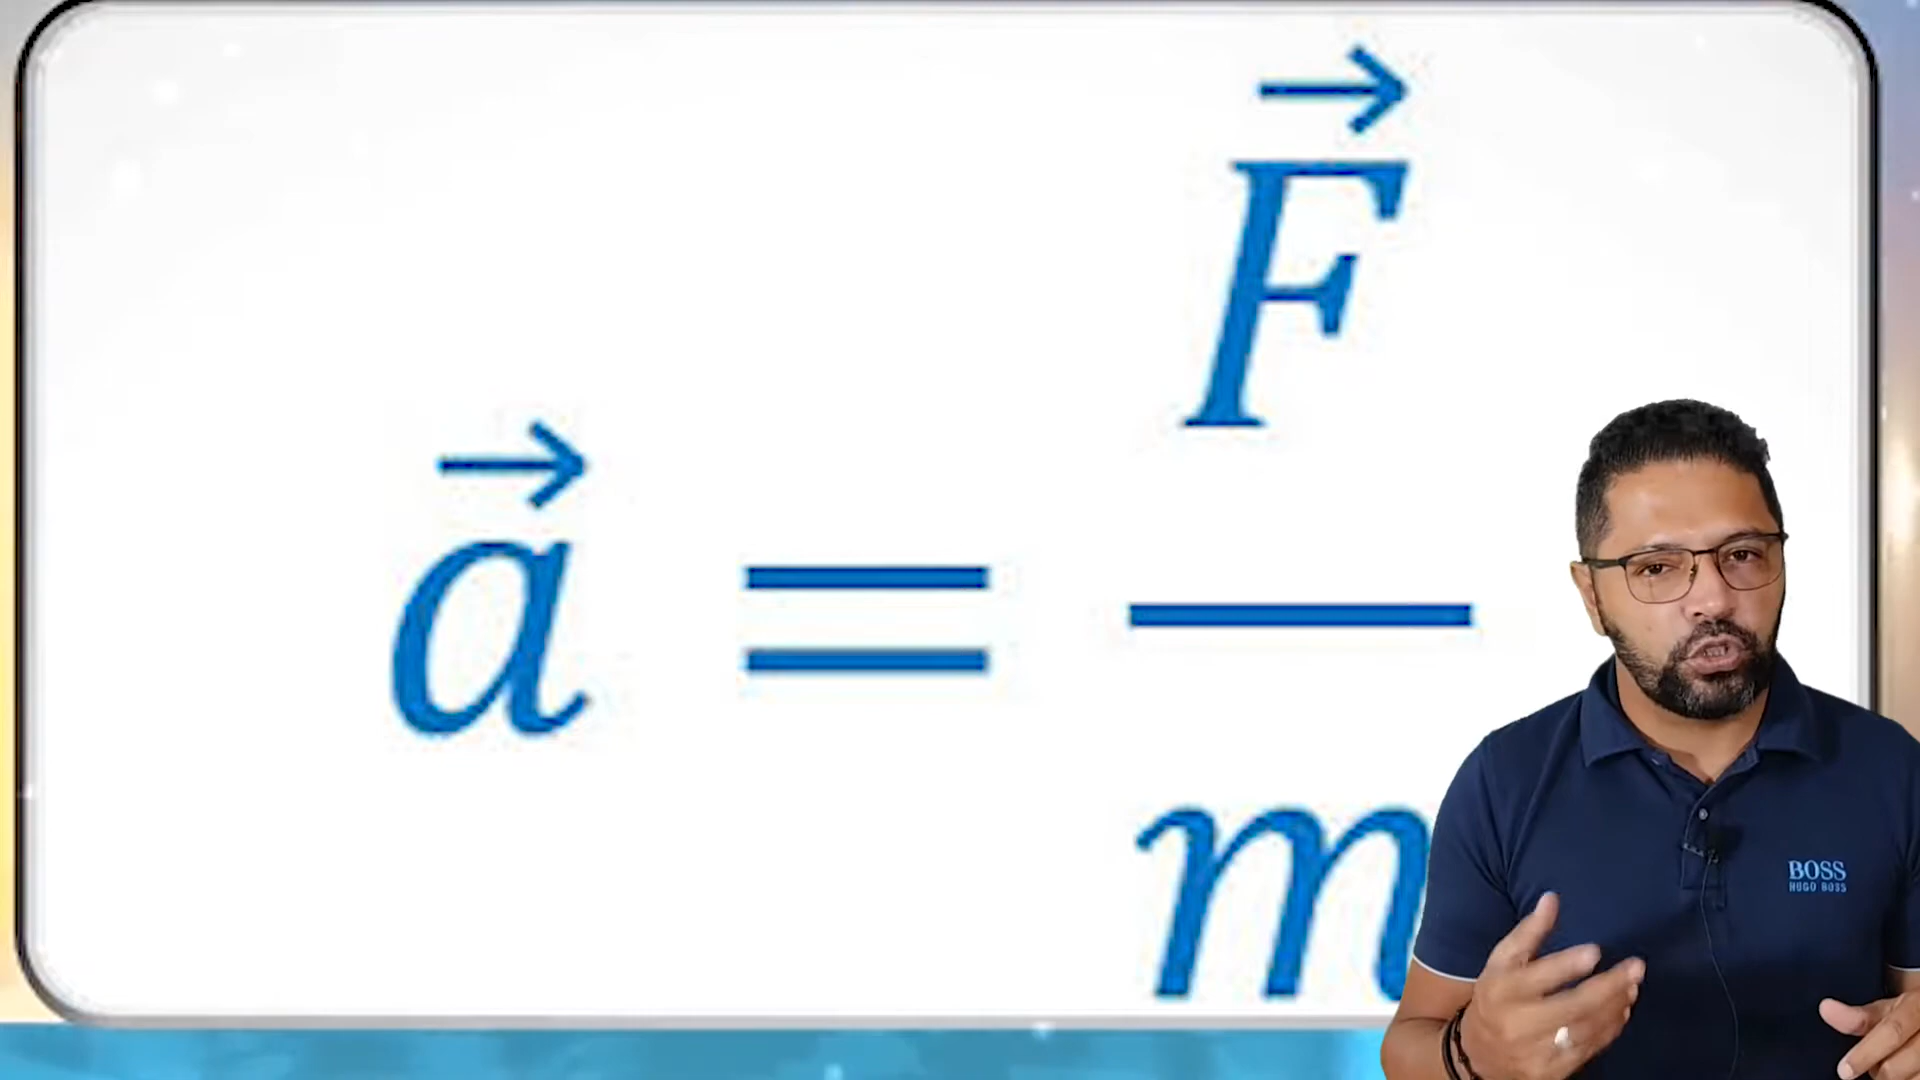 a⃗ = F⃗ / m
BOSS
HUGO BOSS